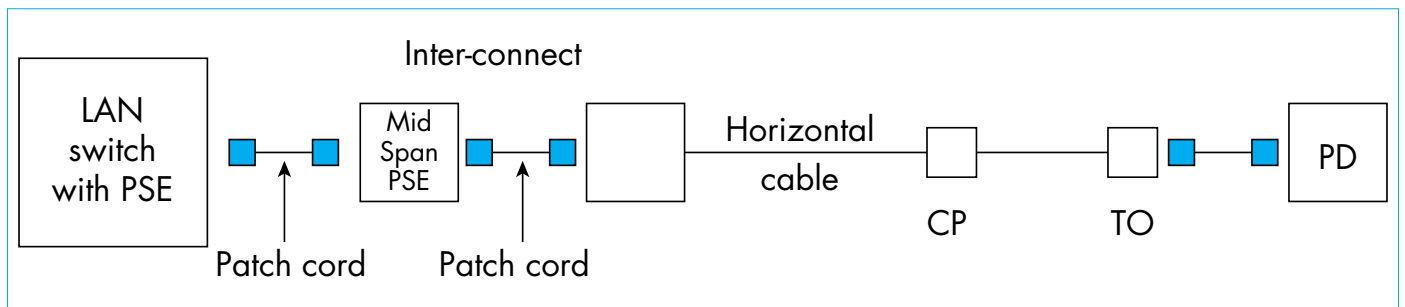 Inter-connect
LAN
switch
with PSE
Mid
Span
PSE
Horizontal
cable
CP
TO
PD
Patch cord
Patch cord